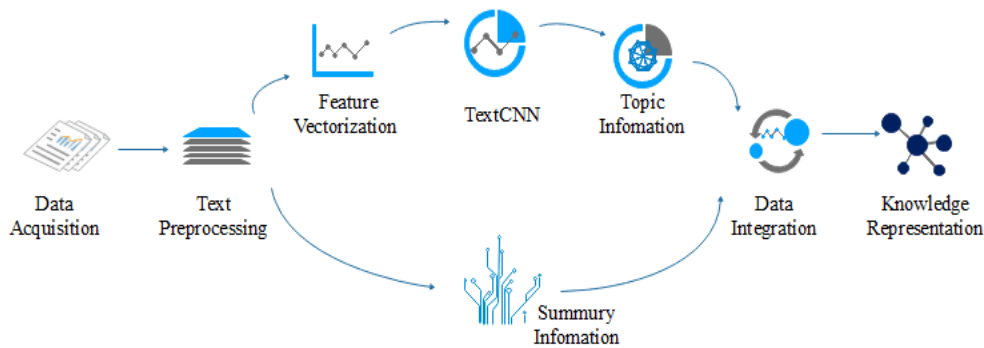 Data
Acquisition
Text
Preprocessing
Feature
Vectorization
TextCNN
Topic
Infomation
Summury
Infomation
Data
Integration
Knowledge
Representation